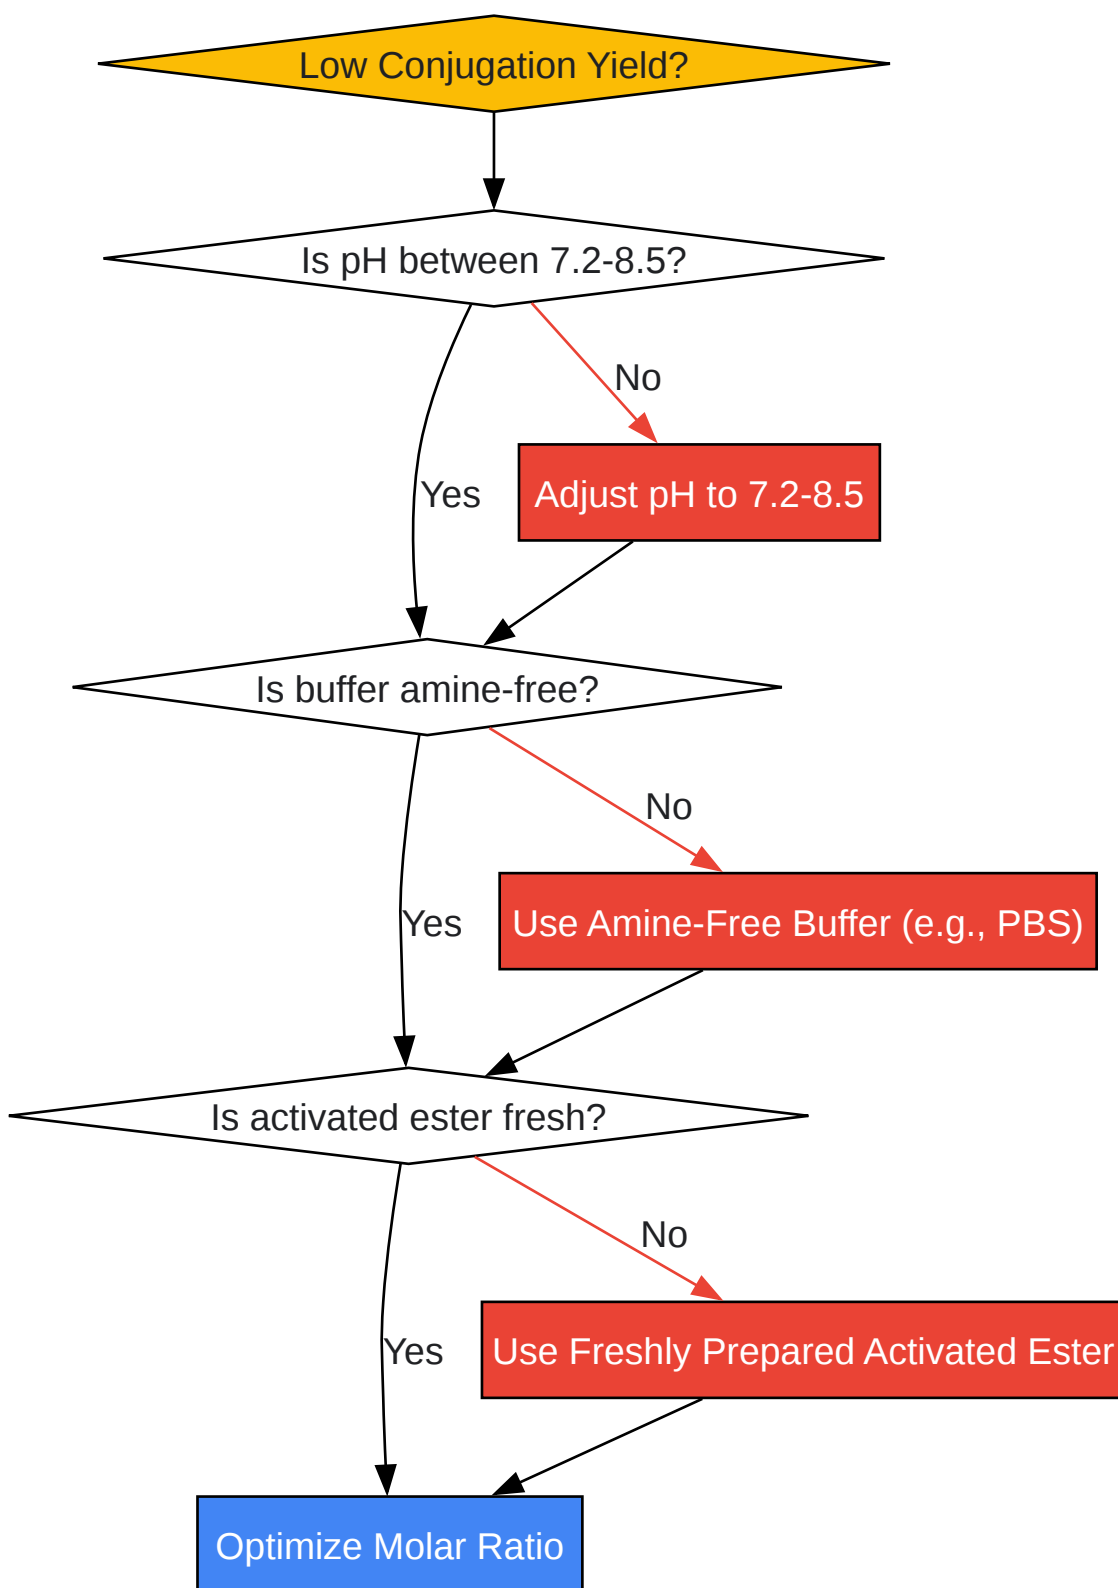 Low Conjugation Yield?
Is pH between 7.2-8.5?
No
Yes
Adjust pH to 7.2-8.5
Is buffer amine-free?
No
Yes
Use Amine-Free Buffer (e.g., PBS)
Is activated ester fresh?
No
Yes
Use Freshly Prepared Activated Ester
Optimize Molar Ratio